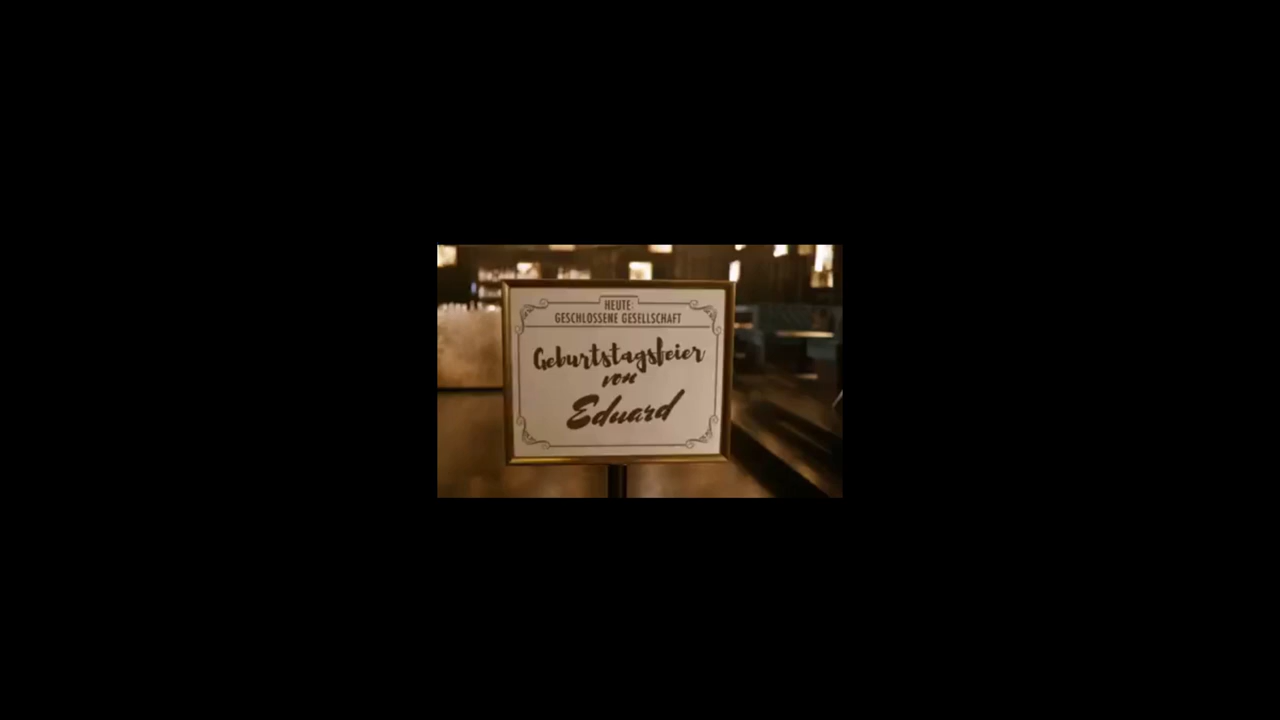 HEUTE:
GESCHLOSSENE GESELLSCHAFT
Geburtstagsfeier
von
Eduard